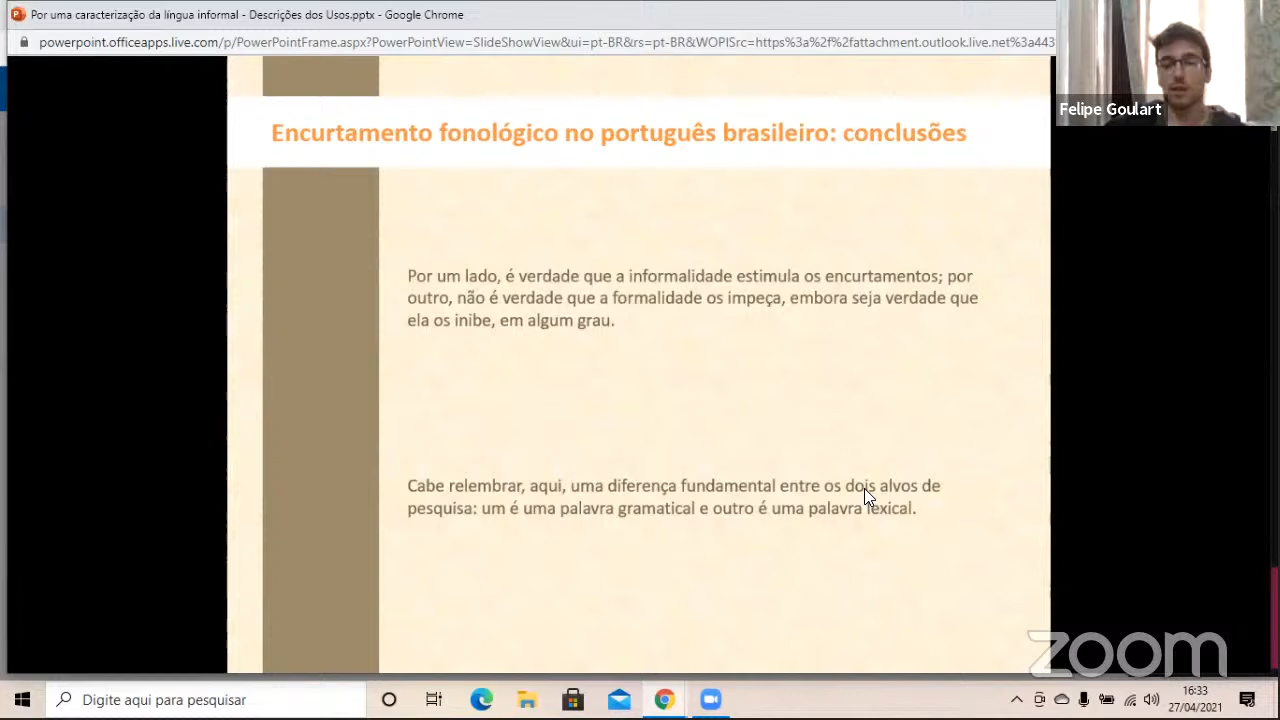 Por uma caracterização da língua informal - Descrições dos Usos.pptx - Google Chrome
powerpoint.officeapps.live.com/p/PowerPointFrame.aspx?PowerPointView=SlideShowView&ui=pt-BR&rs=pt-BR&WOPISrc=https%3a%2f%2fattachment.outlook.live.net%3a443
Felipe Goulart
Encurtamento fonológico no português brasileiro: conclusões
Por um lado, é verdade que a informalidade estimula os encurtamentos; por
outro, não é verdade que a formalidade os impeça, embora seja verdade que
ela os inibe, em algum grau.
Cabe relembrar, aqui, uma diferença fundamental entre os dois alvos de
pesquisa: um é uma palavra gramatical e outro é uma palavra lexical.
zoom
Digite aqui para pesquisar
16:33
27/04/2021